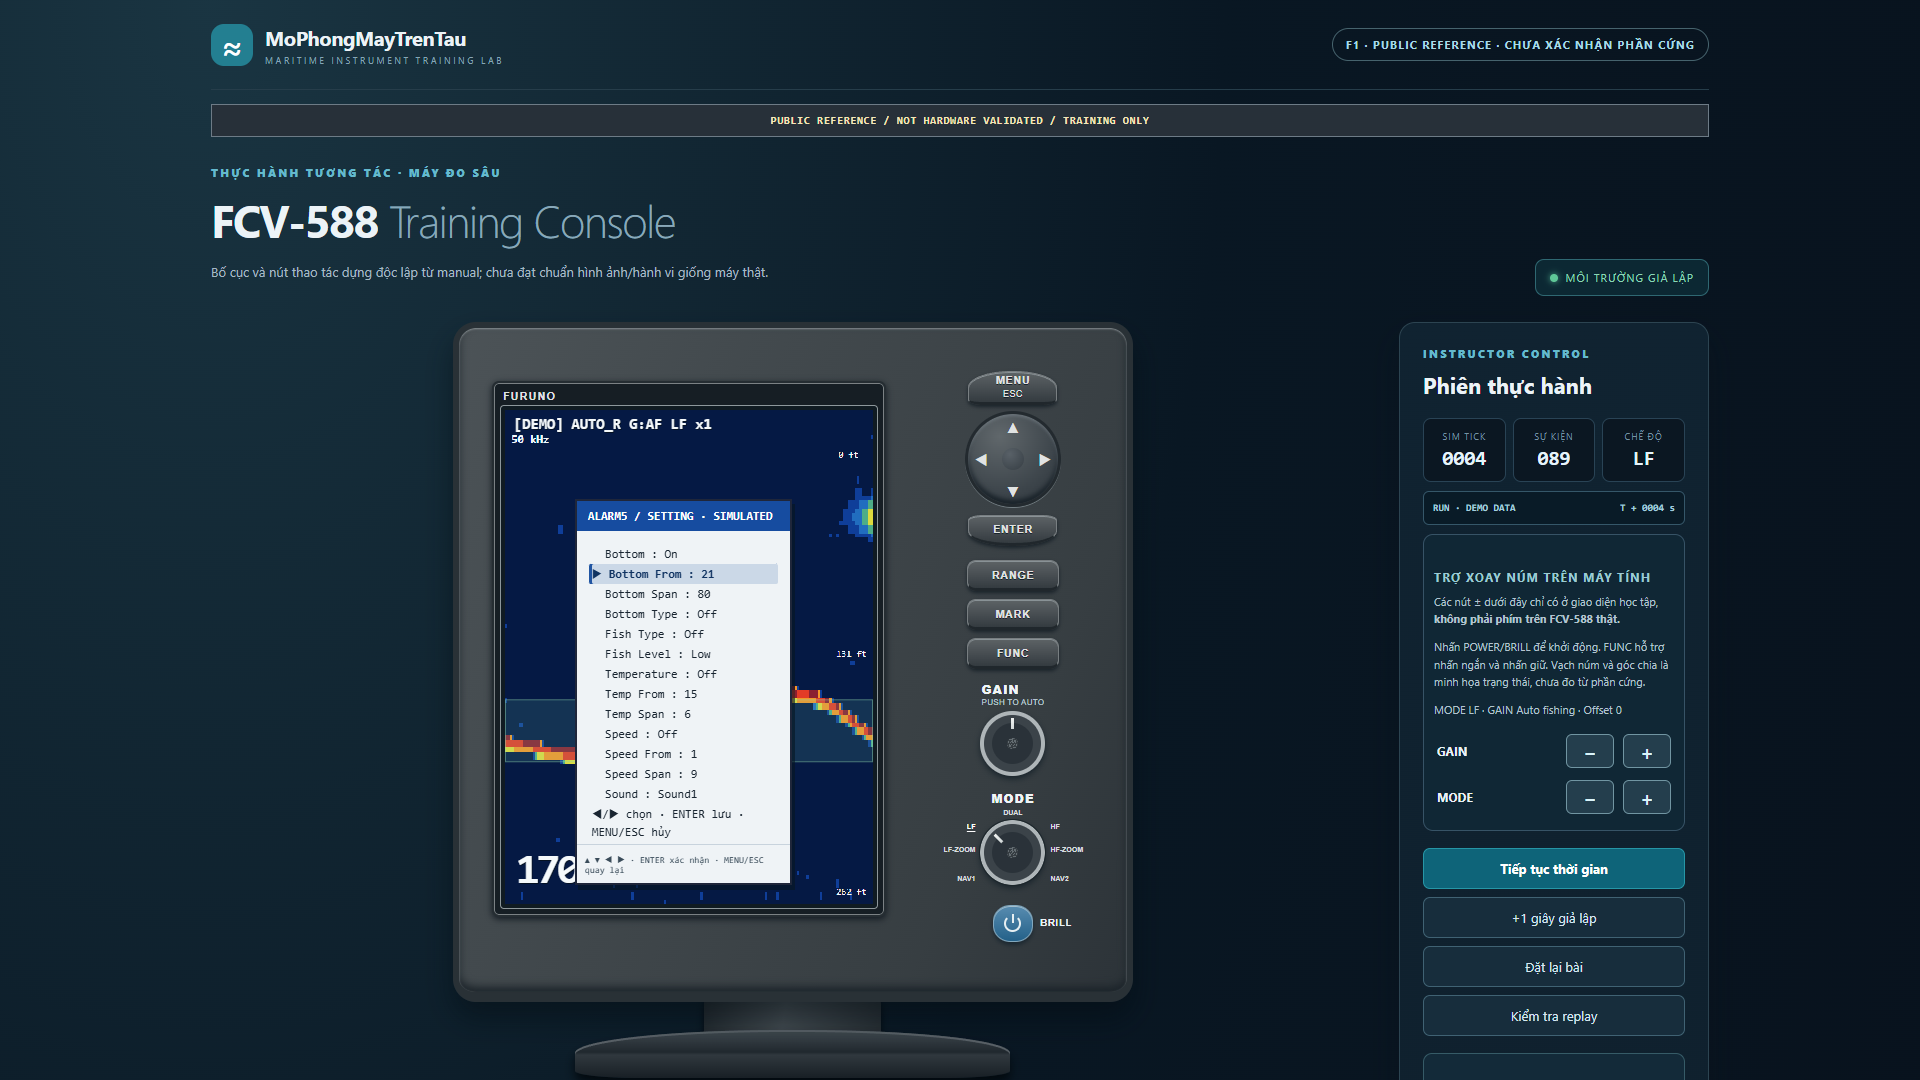 ≈
MoPhongMayTrenTau
MARITIME INSTRUMENT TRAINING LAB
F1 · PUBLIC REFERENCE · CHƯA XÁC NHẬN PHẦN CỨNG
PUBLIC REFERENCE / NOT HARDWARE VALIDATED / TRAINING ONLY
THỰC HÀNH TƯƠNG TÁC · MÁY ĐO SÂU
FCV-588 Training Console
Bố cục và nút thao tác dựng độc lập từ manual; chưa đạt chuẩn hình ảnh/hành vi giống máy thật.
MÔI TRƯỜNG GIẢ LẬP
FURUNO
[DEMO] AUTO_R G:AF LF x1
50 kHz
0 ft
131 ft
262 ft
170
ALARM5 / SETTING · SIMULATED
Bottom : On
▶ Bottom From : 21
Bottom Span : 80
Bottom Type : Off
Fish Type : Off
Fish Level : Low
Temperature : Off
Temp From : 15
Temp Span : 6
Speed : Off
Speed From : 1
Speed Span : 9
Sound : Sound1
◀/▶ chọn · ENTER lưu ·
MENU/ESC hủy
▲ ▼ ◀ ▶ · ENTER xác nhận · MENU/ESC
quay lại
MENU
ESC
▲
◀ ▶
▼
ENTER
RANGE
MARK
FUNC
GAIN
PUSH TO AUTO
MODE
DUAL
LF HF
LF-ZOOM HF-ZOOM
NAV1 NAV2
BRILL
INSTRUCTOR CONTROL
Phiên thực hành
SIM TICK
0004
SỰ KIỆN
089
CHẾ ĐỘ
LF
RUN · DEMO DATA T + 0004 s
TRỢ XOAY NÚM TRÊN MÁY TÍNH
Các nút ± dưới đây chỉ có ở giao diện học tập,
không phải phím trên FCV-588 thật.
Nhấn POWER/BRILL để khởi động. FUNC hỗ trợ
nhấn ngắn và nhấn giữ. Vạch núm và góc chia là
minh họa trạng thái, chưa đo từ phần cứng.
MODE LF · GAIN Auto fishing · Offset 0
GAIN − +
MODE − +
Tiếp tục thời gian
+1 giây giả lập
Đặt lại bài
Kiểm tra replay